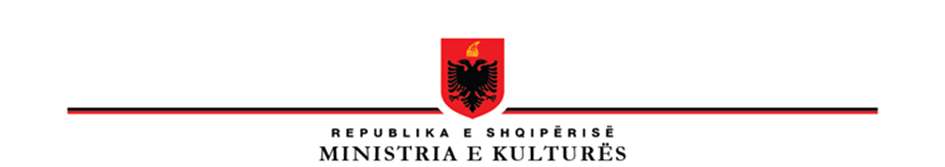 REPUBLIKA E SHQIPËRISË
MINISTRIA E KULTURËS